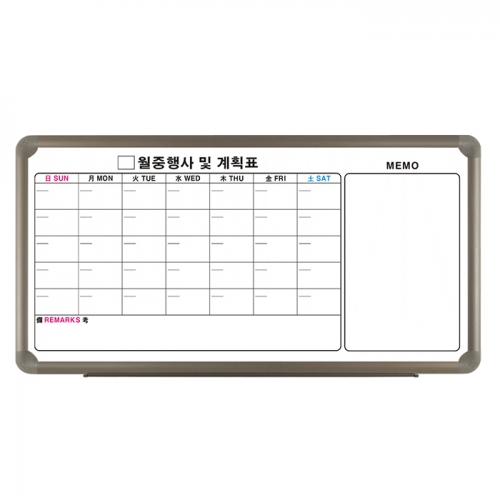 월중행사 및 계획표
MEMO
日 SUN 月 MON 火 TUE 水 WED 木 THU 金 FRI 土 SAT
備 REMARKS 考